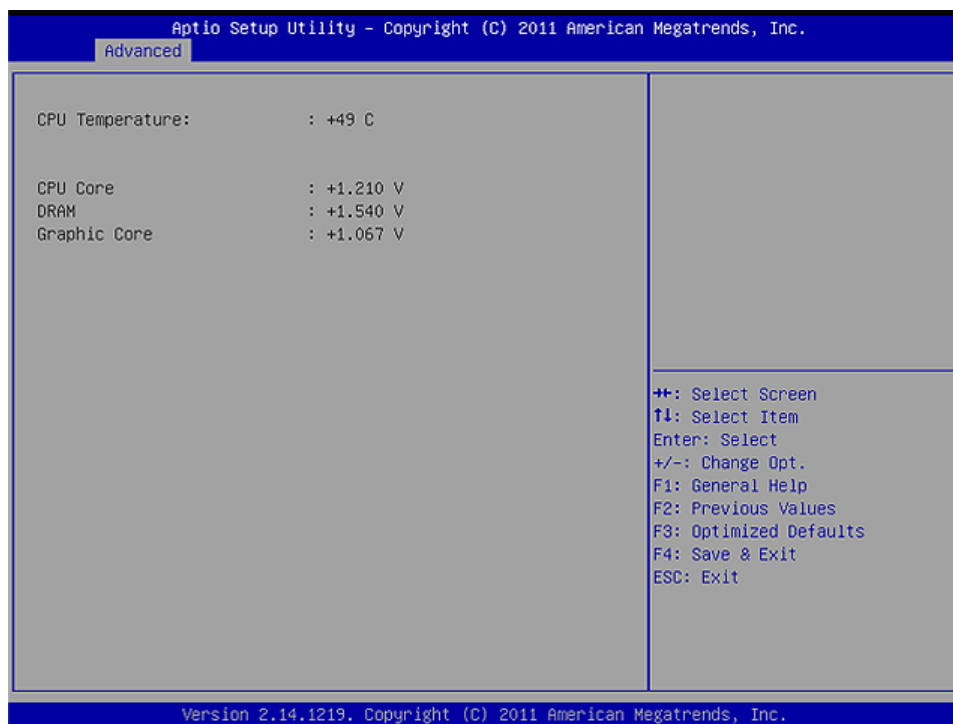 Aptio Setup Utility – Copyright (C) 2011 American Megatrends, Inc.
Advanced
CPU Temperature: : +49 C
CPU Core : +1.210 V
DRAM : +1.540 V
Graphic Core : +1.067 V
→←: Select Screen
↑↓: Select Item
Enter: Select
+/-: Change Opt.
F1: General Help
F2: Previous Values
F3: Optimized Defaults
F4: Save & Exit
ESC: Exit
Version 2.14.1219. Copyright (C) 2011 American Megatrends, Inc.